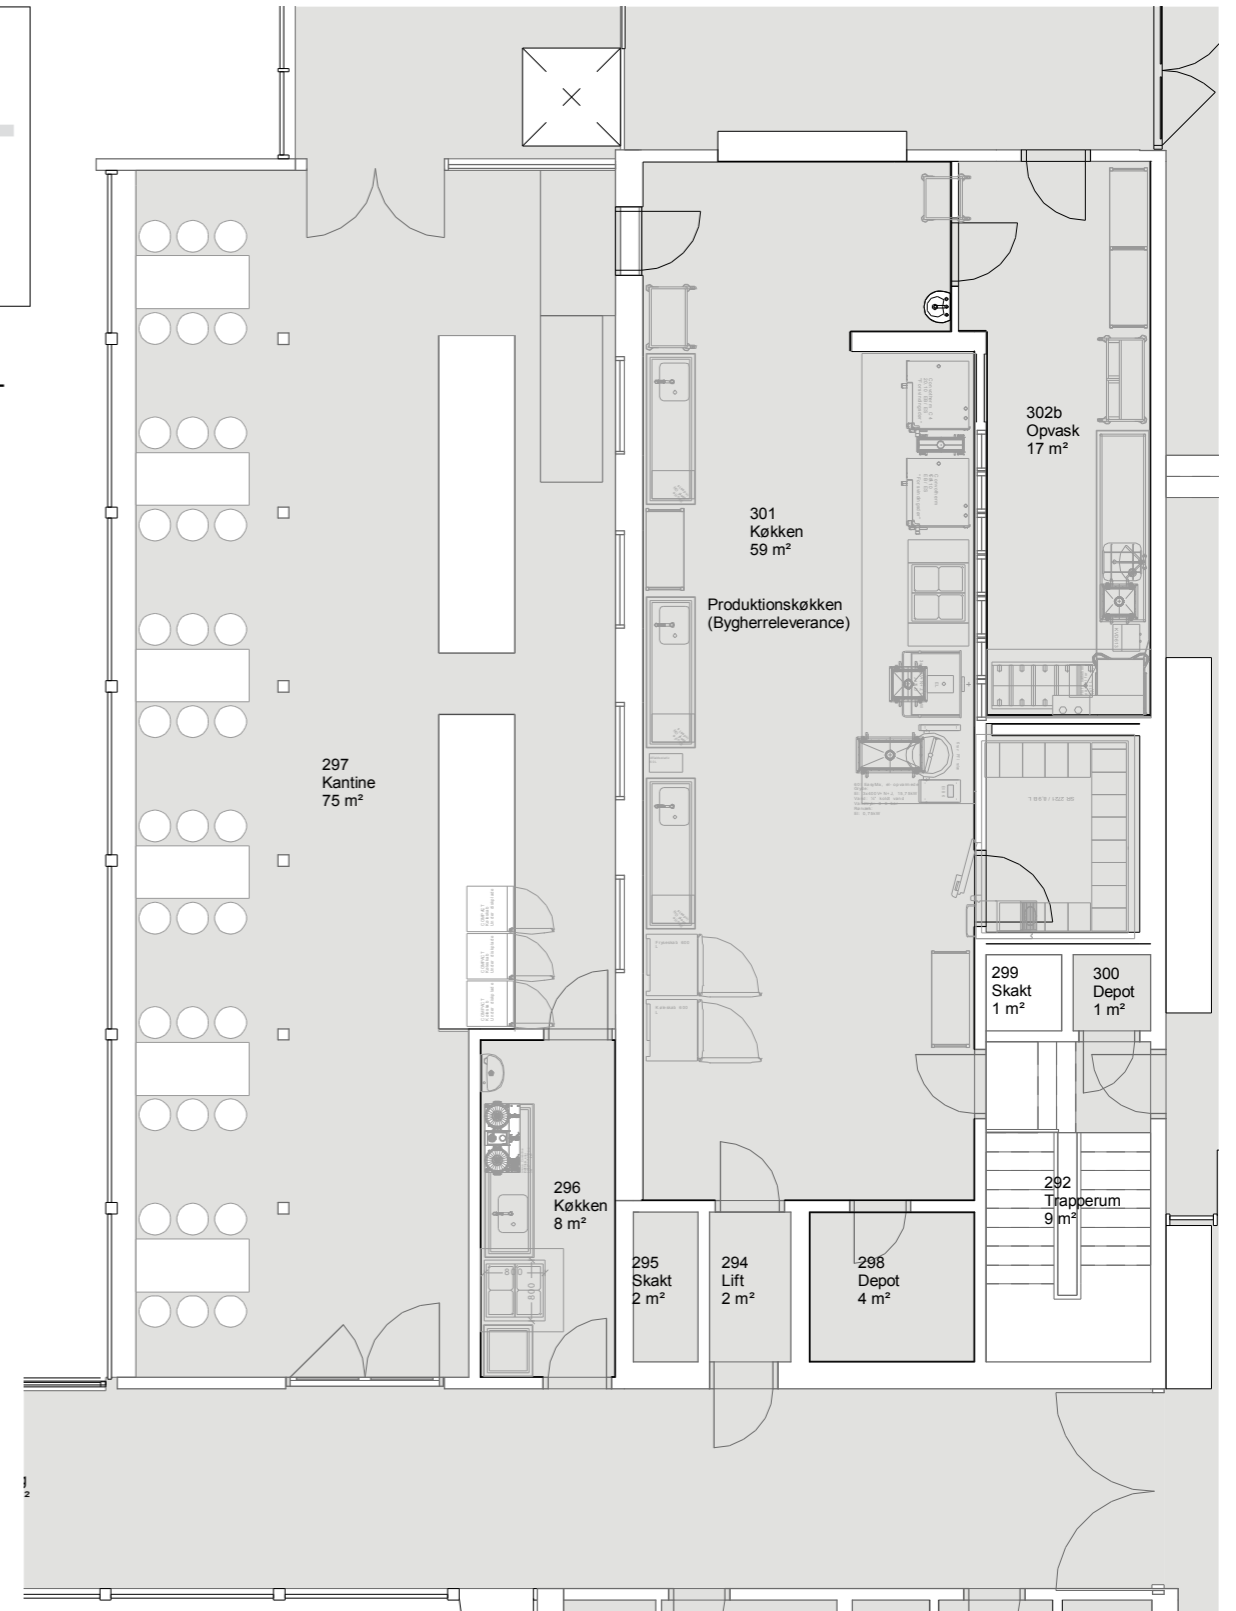 302b
Opvask
17 m²
301
Køkken
59 m²
Produktionskøkken
(Bygherreleverance)
297
Kantine
75 m²
299
Skakt
1 m²
300
Depot
1 m²
296
Køkken
8 m²
292
Trapperum
9 m²
295
Skakt
2 m²
294
Lift
2 m²
298
Depot
4 m²
800
800